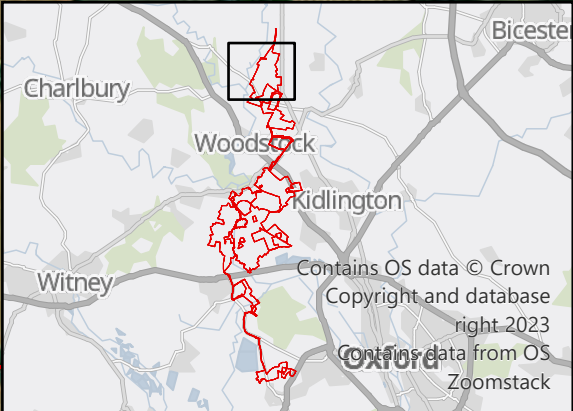 Bicester
Charlbury
Woodstock
Kidlington
Witney
Contains OS data © Crown
Copyright and database
right 2023
Contains data from OS
Zoomstack
Oxford